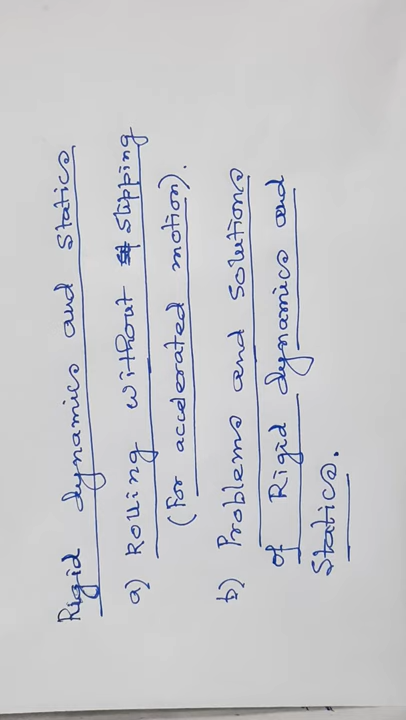 Rigid dynamics and Statics
a) Rolling without slipping
(for accelerated motion).
b) Problems and Solutions
of Rigid dynamics and
Statics.